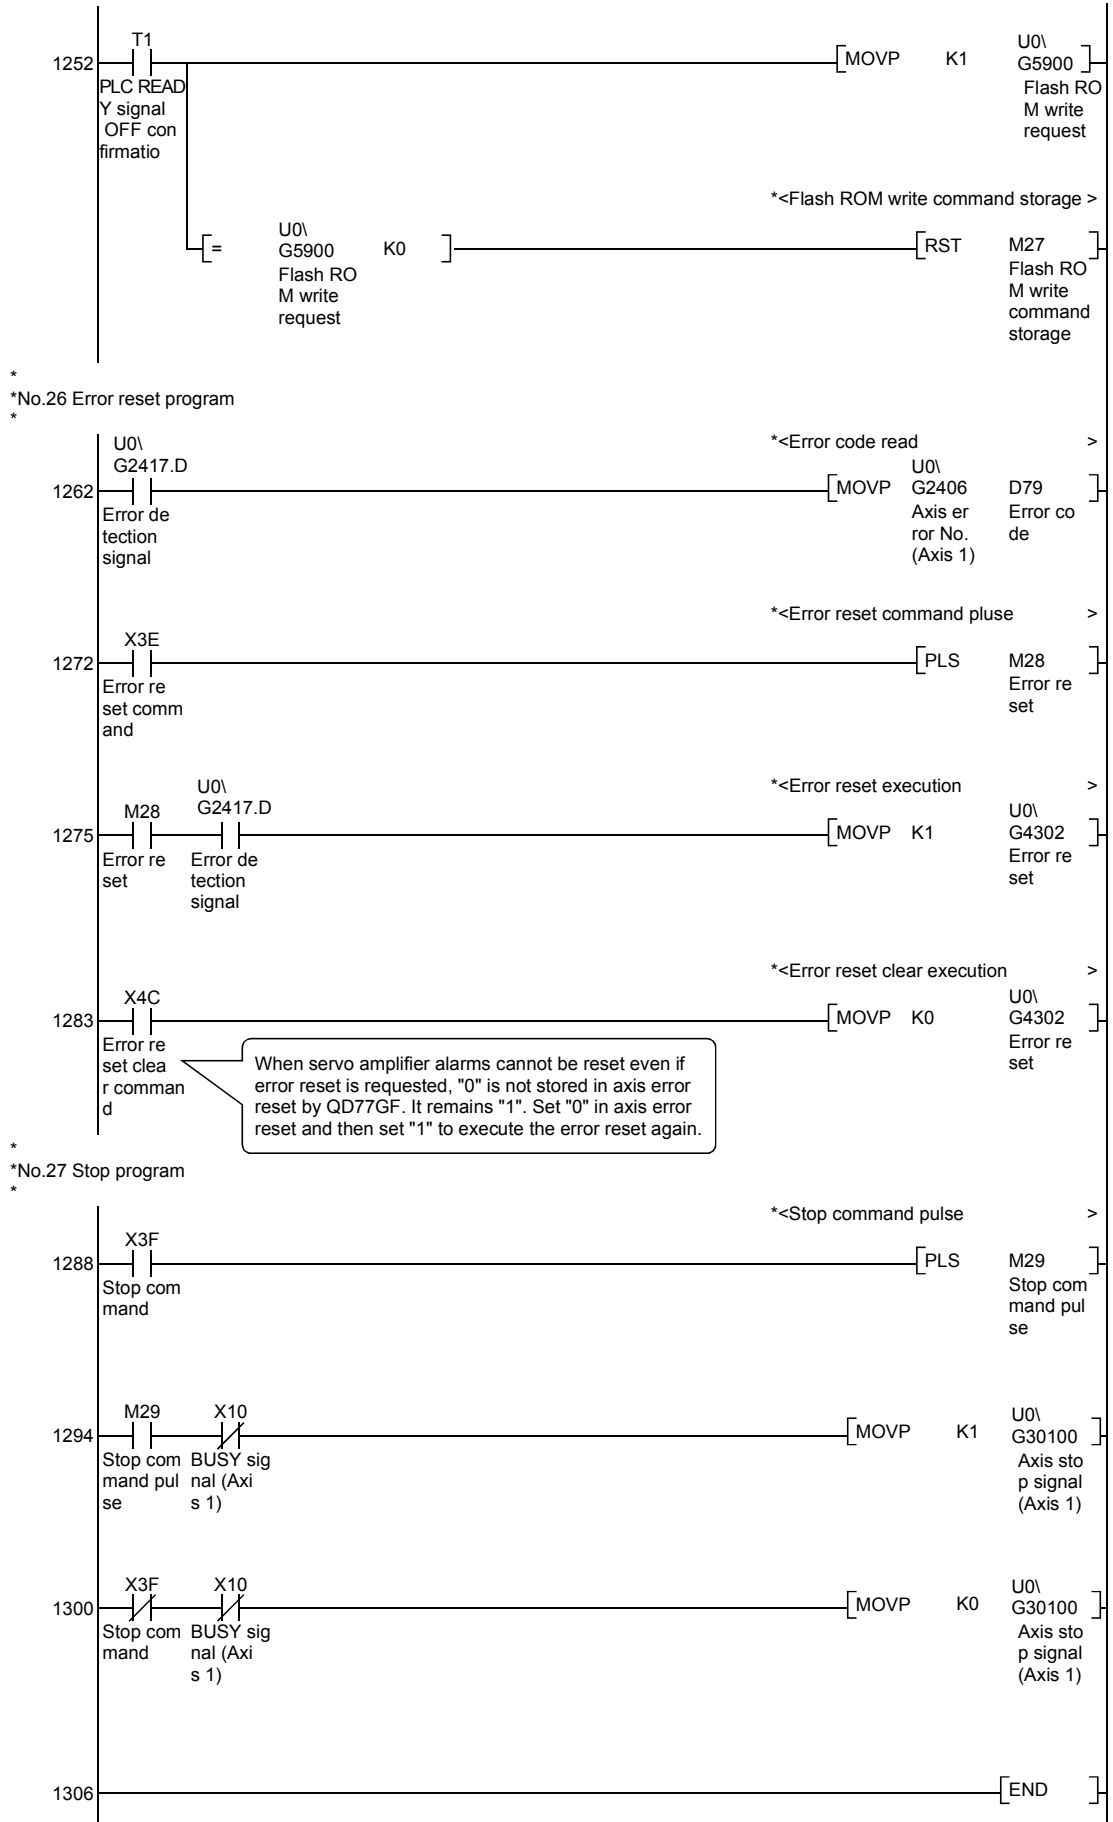 T1
1252
MOVP K1 U0\
G5900
PLC READ
Y signal
OFF con
firmatio
Flash RO
M write
request
*<Flash ROM write command storage >
= U0\
G5900 K0
Flash RO
M write
request
RST M27
Flash RO
M write
command
storage
*
*No.26 Error reset program
*
*<Error code read >
U0\
G2417.D
1262
Error de
tection
signal
MOVP U0\
G2406 D79
Axis er
ror No.
(Axis 1)
Error co
de
*<Error reset command pluse >
X3E
1272
Error re
set comm
and
PLS M28
Error re
set
*<Error reset execution >
M28
U0\
G2417.D
1275
Error re
set
Error de
tection
signal
MOVP K1 U0\
G4302
Error re
set
*<Error reset clear execution >
X4C
1283
Error re
set clea
r comman
d
MOVP K0 U0\
G4302
Error re
set
When servo amplifier alarms cannot be reset even if
error reset is requested, "0" is not stored in axis error
reset by QD77GF. It remains "1". Set "0" in axis error
reset and then set "1" to execute the error reset again.
*
*No.27 Stop program
*
*<Stop command pulse >
X3F
1288
Stop com
mand
PLS M29
Stop com
mand pul
se
M29 X10
1294
Stop com
mand pul
se
BUSY sig
nal (Axi
s 1)
MOVP K1 U0\
G30100
Axis sto
p signal
(Axis 1)
X3F X10
1300
Stop com
mand
BUSY sig
nal (Axi
s 1)
MOVP K0 U0\
G30100
Axis sto
p signal
(Axis 1)
1306
END